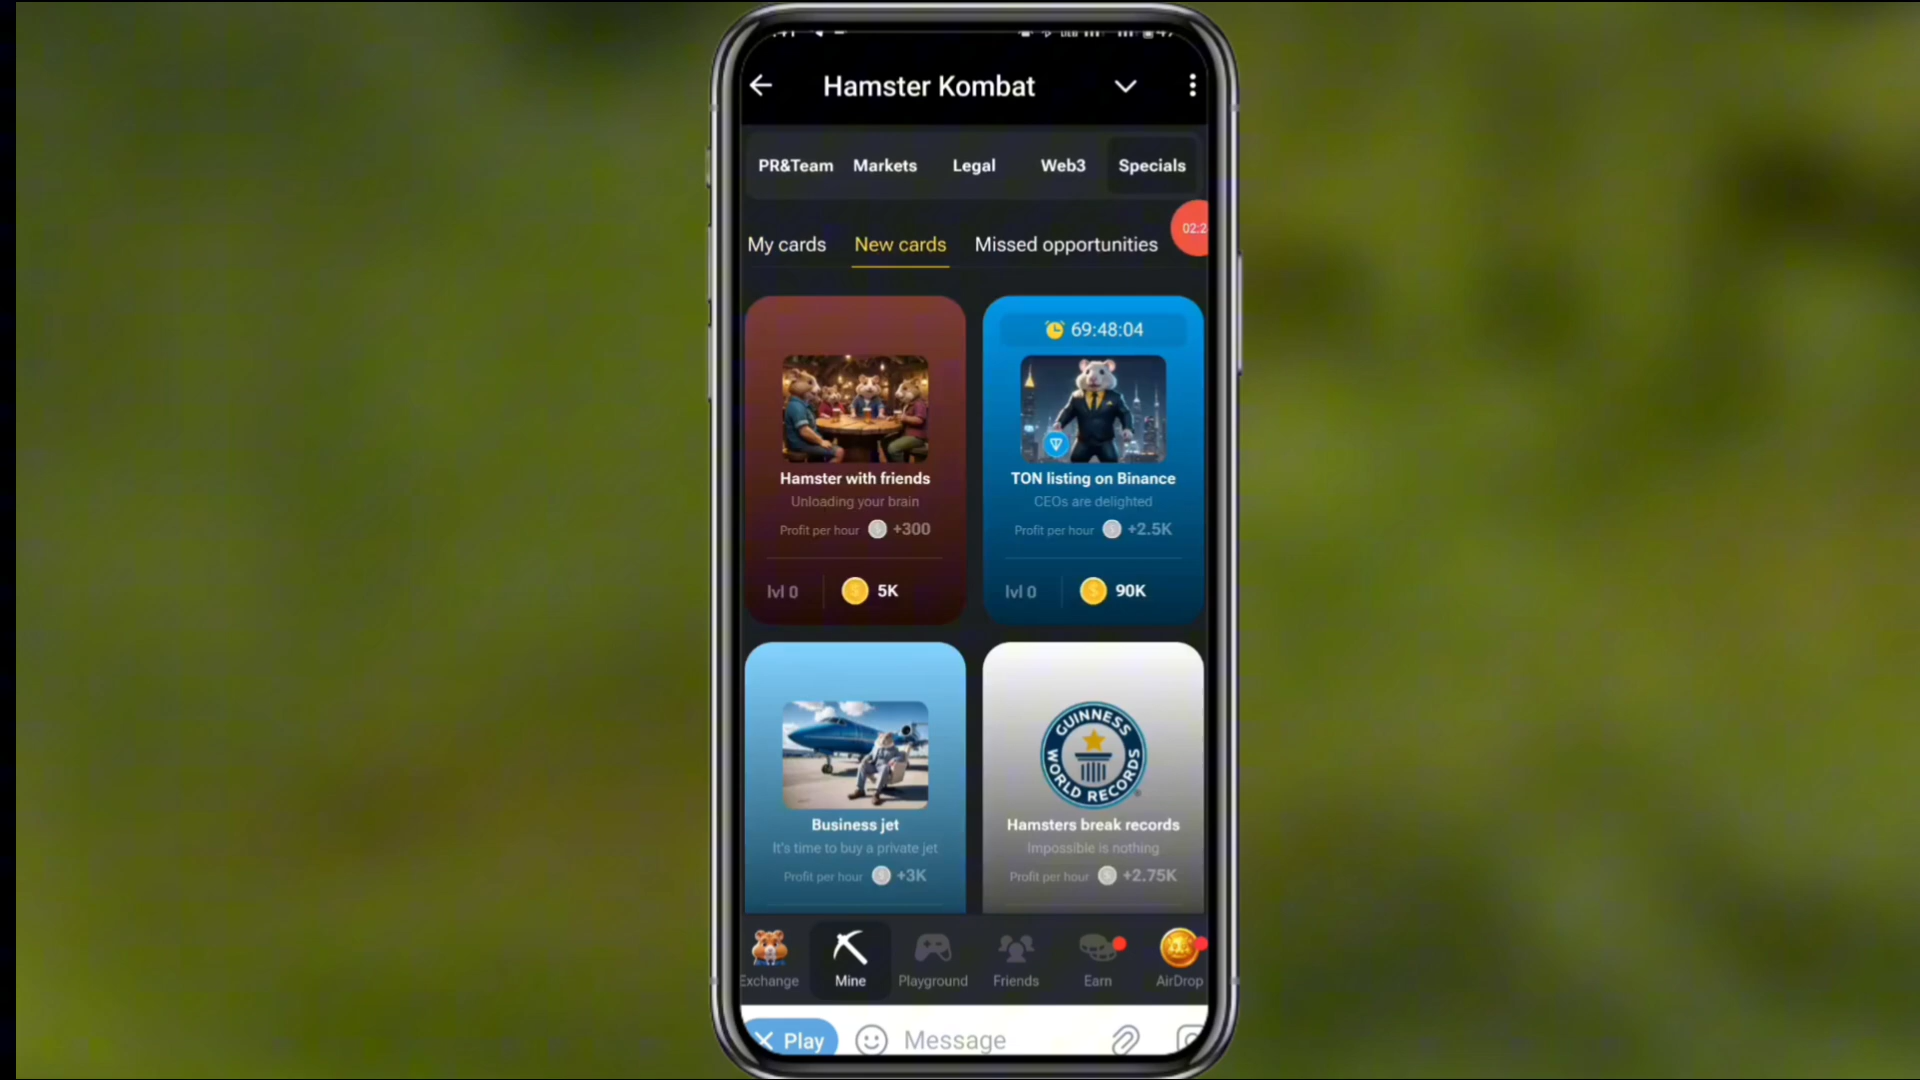 Hamster Kombat
PR&Team Markets Legal Web3 Specials
02:2
My cards New cards Missed opportunities
69:48:04
Hamster with friends
Unloading your brain
Profit per hour +300
lvl 0 5K
TON listing on Binance
CEOs are delighted
Profit per hour +2.5K
lvl 0 90K
Business jet
It's time to buy a private jet
Profit per hour +3K
GUINNESS
WORLD RECORDS
Hamsters break records
Impossible is nothing
Profit per hour +2.75K
Exchange Mine Playground Friends Earn AirDrop
Play Message